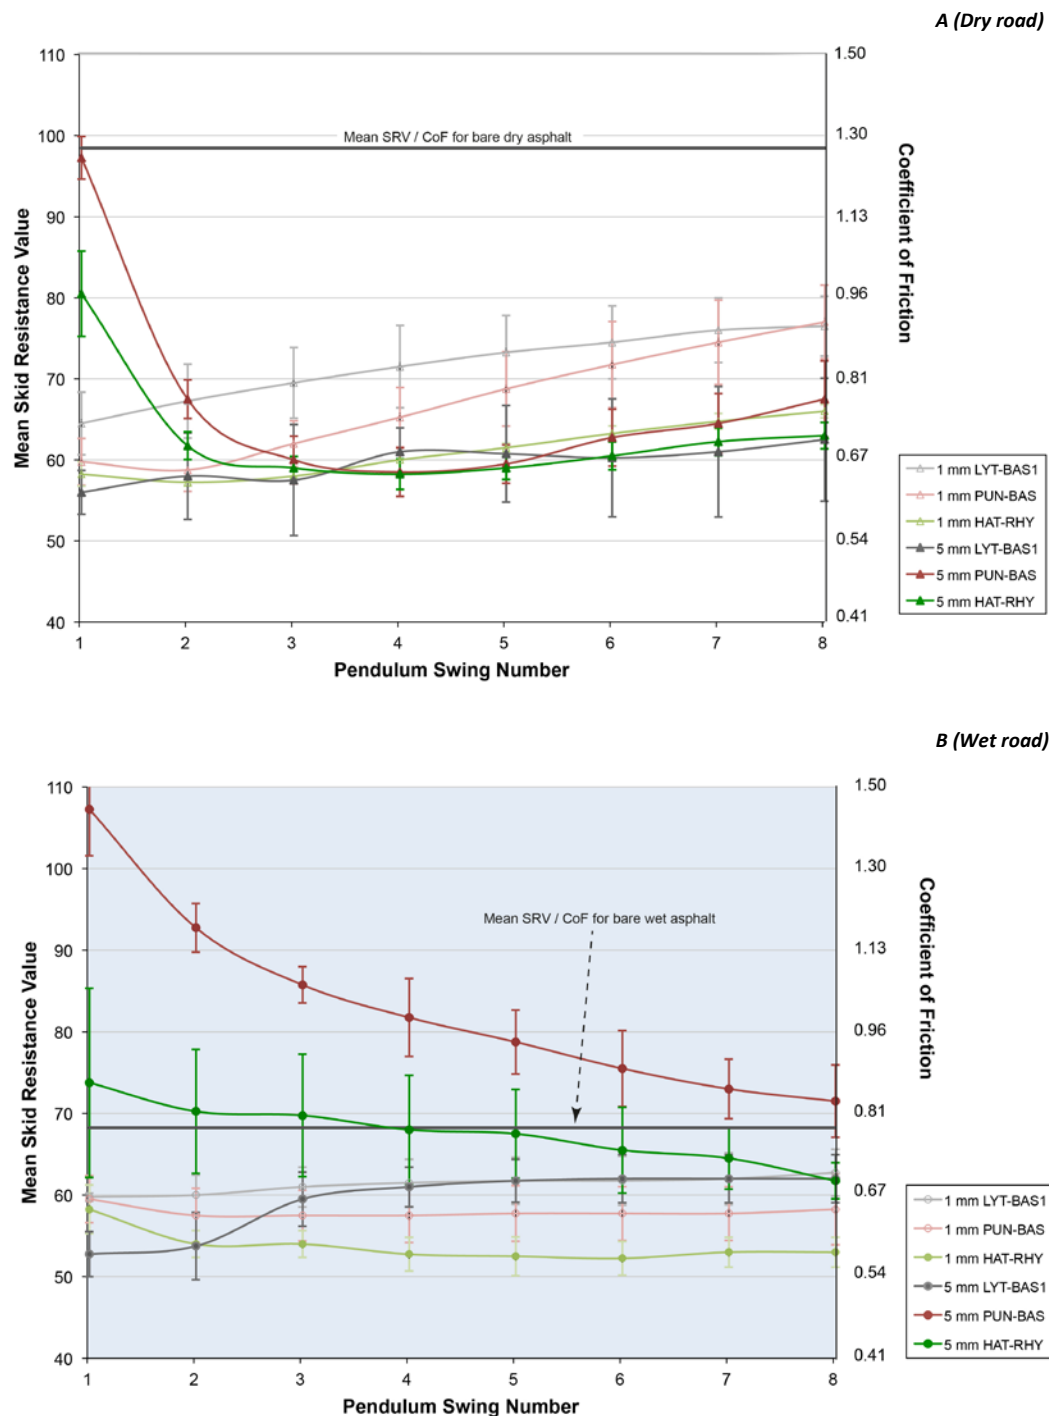 A (Dry road)
110
100
90
80
70
60
50
40
Mean Skid Resistance Value
Mean SRV / CoF for bare dry asphalt
1.50
1.30
1.13
0.96
0.81
0.67
0.54
0.41
Coefficient of Friction
1 2 3 4 5 6 7 8
Pendulum Swing Number
1 mm LYT-BAS1
1 mm PUN-BAS
1 mm HAT-RHY
5 mm LYT-BAS1
5 mm PUN-BAS
5 mm HAT-RHY
B (Wet road)
110
100
90
80
70
60
50
40
Mean Skid Resistance Value
Mean SRV / CoF for bare wet asphalt
1.50
1.30
1.13
0.96
0.81
0.67
0.54
0.41
Coefficient of Friction
1 2 3 4 5 6 7 8
Pendulum Swing Number
1 mm LYT-BAS1
1 mm PUN-BAS
1 mm HAT-RHY
5 mm LYT-BAS1
5 mm PUN-BAS
5 mm HAT-RHY